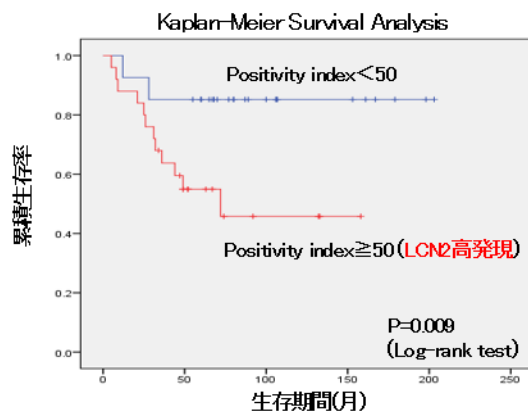 Kaplan-Meier Survival Analysis
1.0
Positivity index<50
0.8
0.6
累積生存率
0.4
Positivity index≧50(LCN2高発現)
0.2
P=0.009
(Log-rank test)
0.0
0 50 100 150 200 250
生存期間(月)